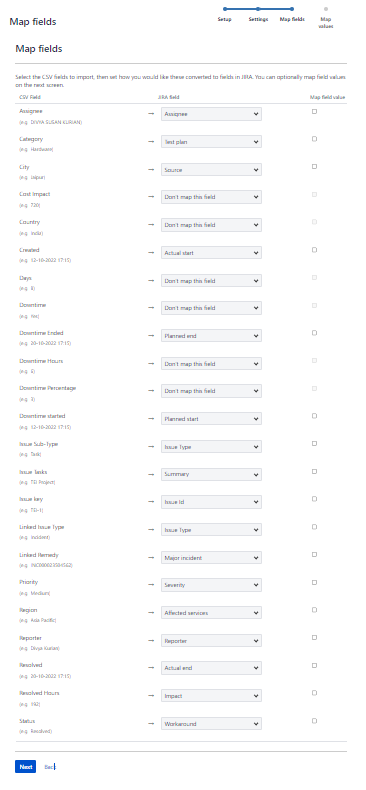 Map fields
Setup Settings Map fields Map values
Map fields
Select the CSV fields to import, then set how you would like these converted to fields in JIRA. You can optionally map field values
on the next screen.
CSV Field JIRA field Map field value
Assignee → Assignee
(e.g. DIVYA SUSAN KURIAN)
Category → Test plan
(e.g. Hardware)
City → Source
(e.g. Jaipur)
Cost Impact → Don't map this field
(e.g. 720)
Country → Don't map this field
(e.g. India)
Created → Actual start
(e.g. 12-10-2022 17:15)
Days → Don't map this field
(e.g. 8)
Downtime → Don't map this field
(e.g. Yes)
Downtime Ended → Planned end
(e.g. 20-10-2022 17:15)
Downtime Hours → Don't map this field
(e.g. 5)
Downtime Percentage → Don't map this field
(e.g. 3)
Downtime started → Planned start
(e.g. 12-10-2022 17:15)
Issue Sub-Type → Issue Type
(e.g. Task)
Issue Tasks → Summary
(e.g. TSI Project)
Issue key → Issue Id
(e.g. TSI-1)
Linked Issue Type → Issue Type
(e.g. Incident)
Linked Remedy → Major incident
Priority → Severity
(e.g. Medium)
Region → Affected services
(e.g. Asia Pacific)
Reporter → Reporter
(e.g. Divya Kurian)
Resolved → Actual end
(e.g. 20-10-2022 17:15)
Resolved Hours → Impact
(e.g. 192)
Status → Workaround
(e.g. Resolved)
Next Back